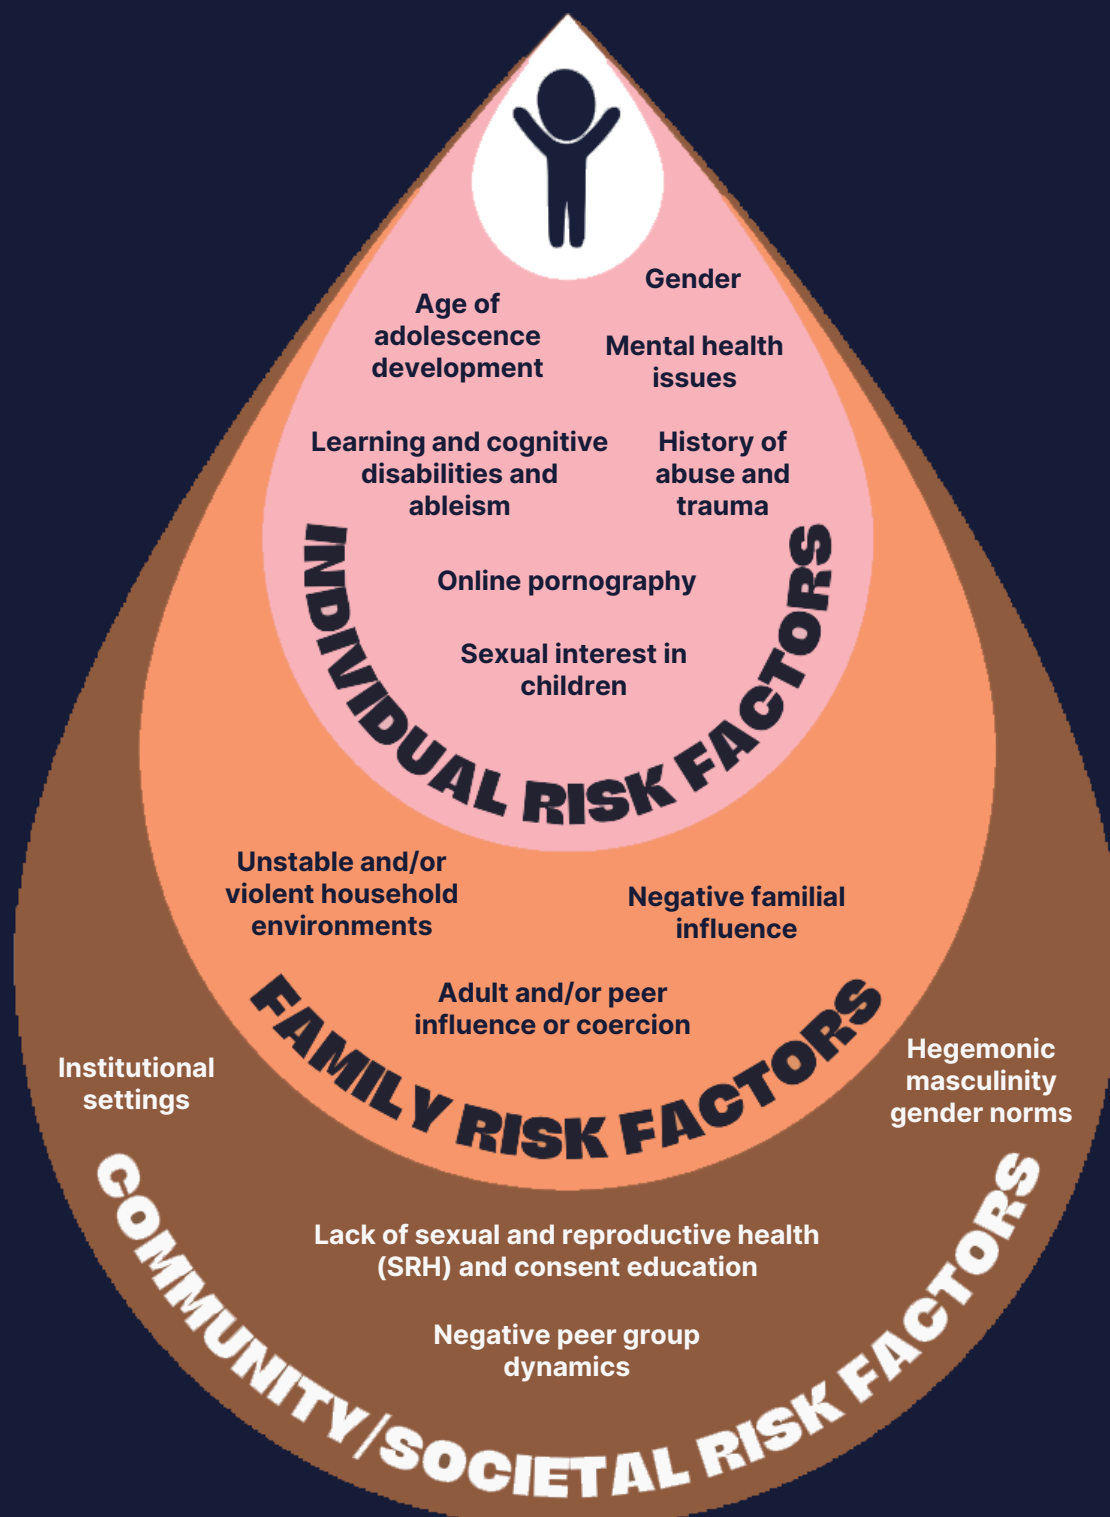 Gender
Age of
adolescence
development
Mental health
issues
Learning and cognitive
disabilities and
ableism
History of
abuse and
trauma
Online pornography
Sexual interest in
children
INDIVIDUAL RISK FACTORS
Unstable and/or
violent household
environments
Negative familial
influence
Adult and/or peer
influence or coercion
FAMILY RISK FACTORS
Institutional
settings
Hegemonic
masculinity
gender norms
Lack of sexual and reproductive health
(SRH) and consent education
Negative peer group
dynamics
COMMUNITY/SOCIETAL RISK FACTORS